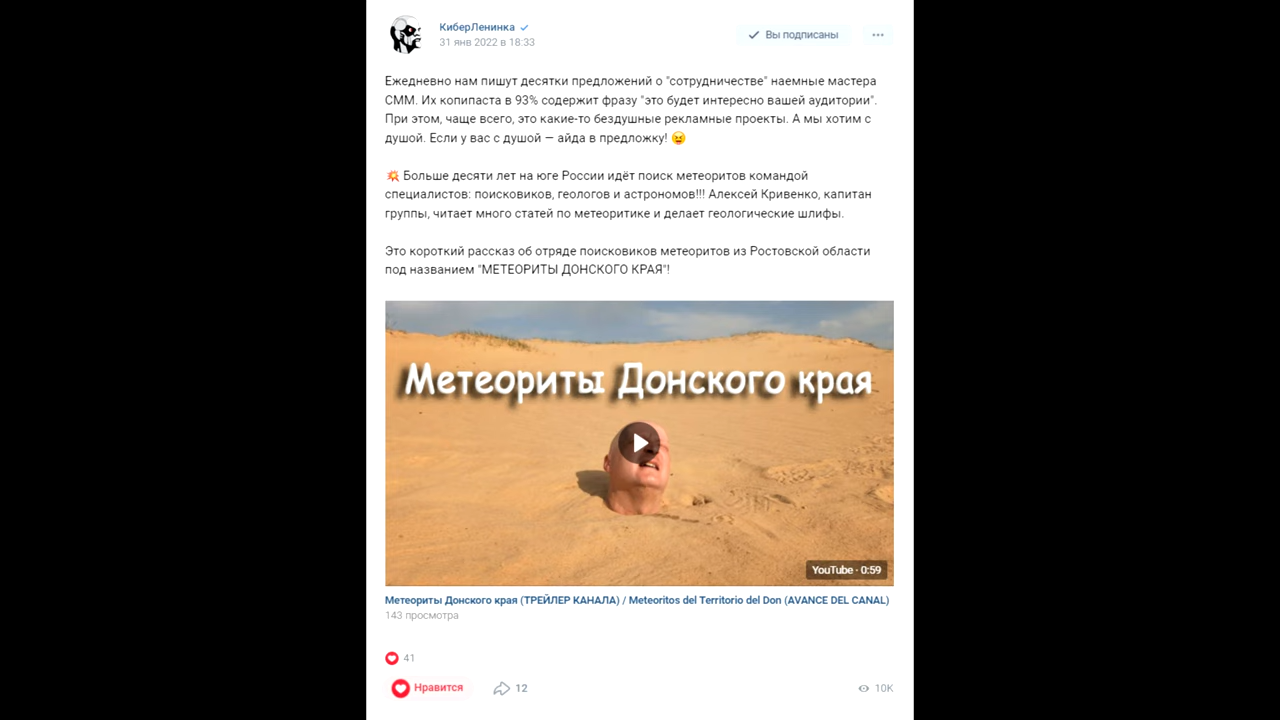 КиберЛенинка
31 янв 2022 в 18:33
Вы подписаны
Ежедневно нам пишут десятки предложений о "сотрудничестве" наемные мастера
СММ. Их копипаста в 93% содержит фразу "это будет интересно вашей аудитории".
При этом, чаще всего, это какие-то бездушные рекламные проекты. А мы хотим с
душой. Если у вас с душой — айда в предложку! 😝
💥 Больше десяти лет на юге России идёт поиск метеоритов командой
специалистов: поисковиков, геологов и астрономов!!! Алексей Кривенко, капитан
группы, читает много статей по метеоритике и делает геологические шлифы.
Это короткий рассказ об отряде поисковиков метеоритов из Ростовской области
под названием "МЕТЕОРИТЫ ДОНСКОГО КРАЯ"!
Метеориты Донского края
YouTube · 0:59
Метеориты Донского края (ТРЕЙЛЕР КАНАЛА) / Meteoritos del Territorio del Don (AVANCE DEL CANAL)
143 просмотра
41
Нравится
12
10K